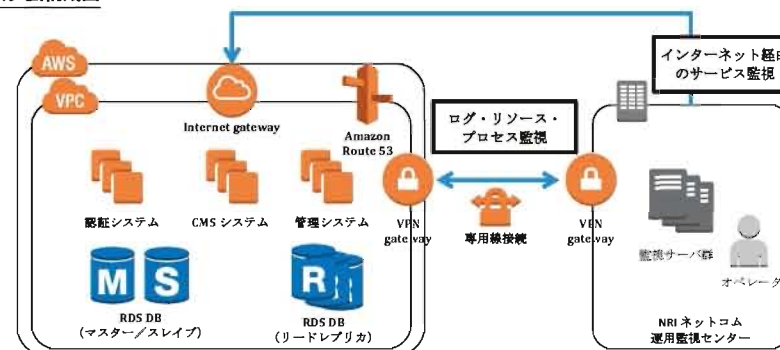 AWS
VPC
Internet gateway
Amazon
Route 53
インターネット経由
のサービス監視
ログ・リソース・
プロセス監視
認証システム
CMS システム
管理システム
VPN
gateway
専用線接続
VPN
gateway
監視サーバ群
オペレータ
M
S
R
RDS DB
(マスター／スレイブ)
RDS DB
(リードレプリカ)
NRI ネットコム
運用監視センター